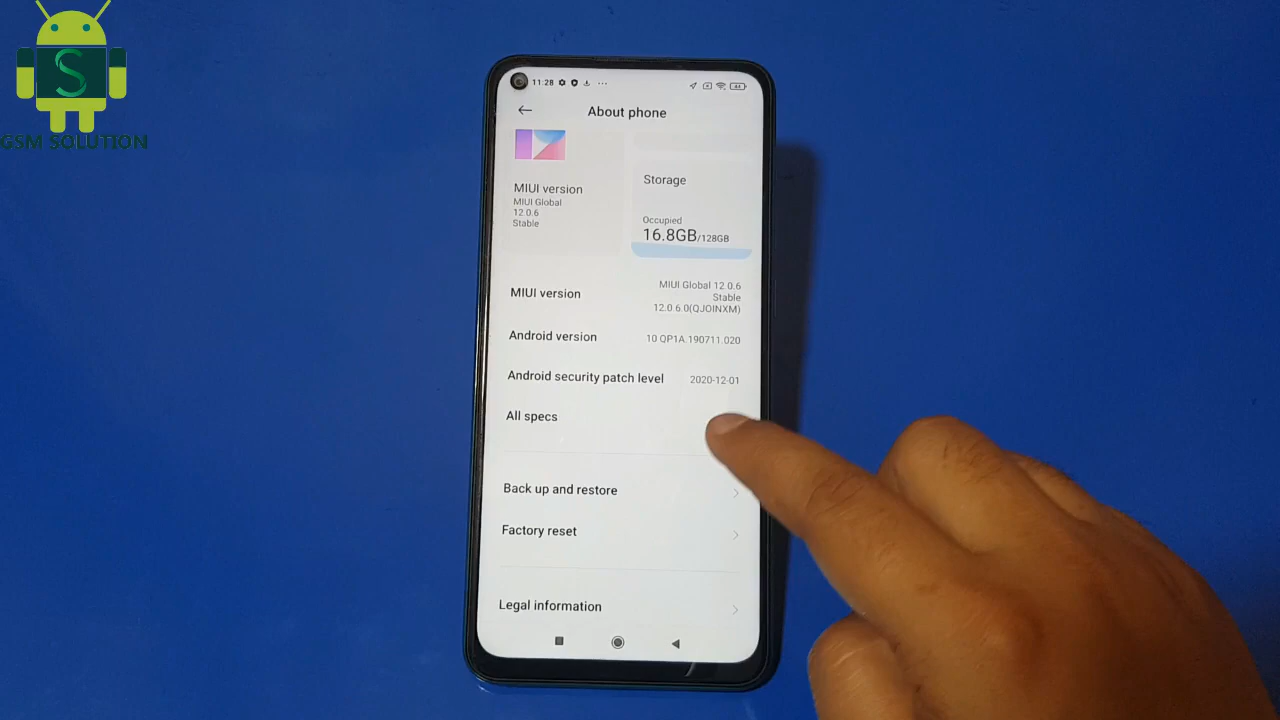 S
GSM SOLUTION
11:28
44
About phone
MIUI version
MIUI Global
12.0.6
Stable
Storage
Occupied
16.8GB/128GB
MIUI version
MIUI Global 12.0.6
Stable
12.0 6.0(QJOINXM)
Android version
10 QP1A.190711.020
Android security patch level
2020-12-01
All specs
Back up and restore
Factory reset
Legal information